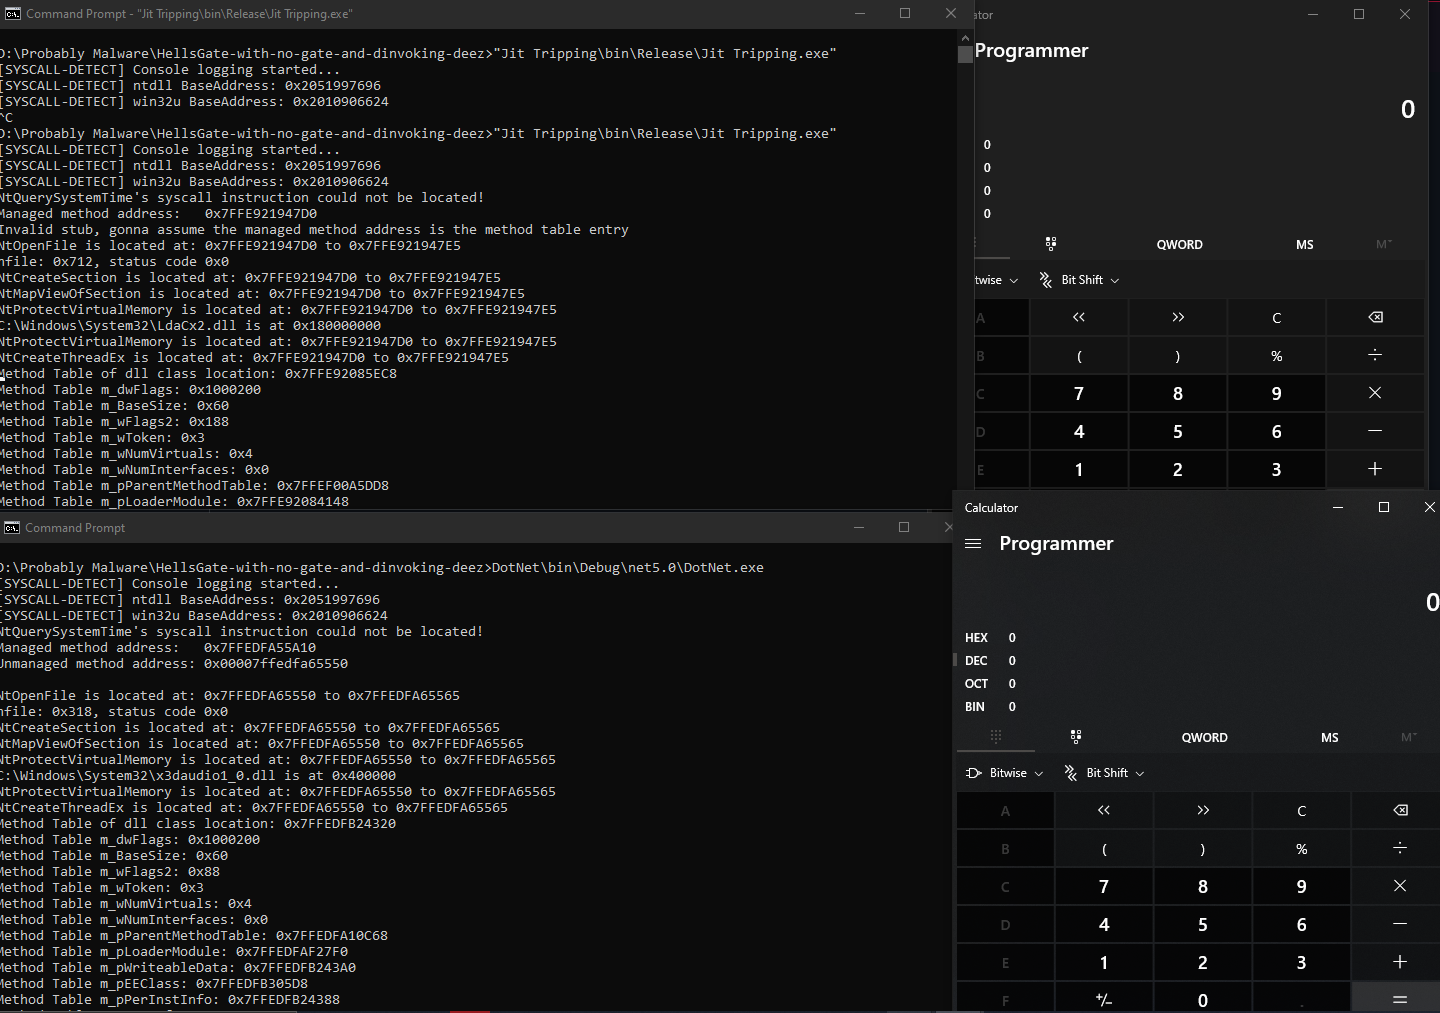 Command Prompt - "Jit Tripping\bin\Release\Jit Tripping.exe"
D:\Probably Malware\HellsGate-with-no-gate-and-dinvoking-deez>"Jit Tripping\bin\Release\Jit Tripping.exe"
[SYSCALL-DETECT] Console logging started...
[SYSCALL-DETECT] ntdll BaseAddress: 0x2051997696
[SYSCALL-DETECT] win32u BaseAddress: 0x2010906624
^C
D:\Probably Malware\HellsGate-with-no-gate-and-dinvoking-deez>"Jit Tripping\bin\Release\Jit Tripping.exe"
[SYSCALL-DETECT] Console logging started...
[SYSCALL-DETECT] ntdll BaseAddress: 0x2051997696
[SYSCALL-DETECT] win32u BaseAddress: 0x2010906624
NtQuerySystemTime's syscall instruction could not be located!
Managed method address:   0x7FFE921947D0
Invalid stub, gonna assume the managed method address is the method table entry
NtOpenFile is located at: 0x7FFE921947D0 to 0x7FFE921947E5
hfile: 0x712, status code 0x0
NtCreateSection is located at: 0x7FFE921947D0 to 0x7FFE921947E5
NtMapViewOfSection is located at: 0x7FFE921947D0 to 0x7FFE921947E5
NtProtectVirtualMemory is located at: 0x7FFE921947D0 to 0x7FFE921947E5
C:\Windows\System32\LdaCx2.dll is at 0x180000000
NtProtectVirtualMemory is located at: 0x7FFE921947D0 to 0x7FFE921947E5
NtCreateThreadEx is located at: 0x7FFE921947D0 to 0x7FFE921947E5
Method Table of dll class location: 0x7FFE92085EC8
Method Table m_dwFlags: 0x1000200
Method Table m_BaseSize: 0x60
Method Table m_wFlags2: 0x188
Method Table m_wToken: 0x3
Method Table m_wNumVirtuals: 0x4
Method Table m_wNumInterfaces: 0x0
Method Table m_pParentMethodTable: 0x7FFEF00A5DD8
Method Table m_pLoaderModule: 0x7FFE92084148
ator
Programmer
0
0
0
0
0
QWORD MS M
twise Bit Shift
A << >> C
B ( ) % ÷
C 7 8 9 ×
D 4 5 6 −
E 1 2 3 +
Command Prompt
D:\Probably Malware\HellsGate-with-no-gate-and-dinvoking-deez>DotNet\bin\Debug\net5.0\DotNet.exe
[SYSCALL-DETECT] Console logging started...
[SYSCALL-DETECT] ntdll BaseAddress: 0x2051997696
[SYSCALL-DETECT] win32u BaseAddress: 0x2010906624
NtQuerySystemTime's syscall instruction could not be located!
Managed method address:   0x7FFEDFA55A10
Unmanaged method address: 0x00007ffedfa65550
NtOpenFile is located at: 0x7FFEDFA65550 to 0x7FFEDFA65565
hfile: 0x318, status code 0x0
NtCreateSection is located at: 0x7FFEDFA65550 to 0x7FFEDFA65565
NtMapViewOfSection is located at: 0x7FFEDFA65550 to 0x7FFEDFA65565
NtProtectVirtualMemory is located at: 0x7FFEDFA65550 to 0x7FFEDFA65565
C:\Windows\System32\x3daudio1_0.dll is at 0x400000
NtProtectVirtualMemory is located at: 0x7FFEDFA65550 to 0x7FFEDFA65565
NtCreateThreadEx is located at: 0x7FFEDFA65550 to 0x7FFEDFA65565
Method Table of dll class location: 0x7FFEDFB24320
Method Table m_dwFlags: 0x1000200
Method Table m_BaseSize: 0x60
Method Table m_wFlags2: 0x88
Method Table m_wToken: 0x3
Method Table m_wNumVirtuals: 0x4
Method Table m_wNumInterfaces: 0x0
Method Table m_pParentMethodTable: 0x7FFEDFA10C68
Method Table m_pLoaderModule: 0x7FFEDFAF27F0
Method Table m_pWriteableData: 0x7FFEDFB243A0
Method Table m_pEEClass: 0x7FFEDFB305D8
Method Table m_pPerInstInfo: 0x7FFEDFB24388
Calculator
Programmer
0
HEX 0
DEC 0
OCT 0
BIN 0
QWORD MS M
Bitwise Bit Shift
A << >> C
B ( ) % ÷
C 7 8 9 ×
D 4 5 6 −
E 1 2 3 +
F +/− 0 . =